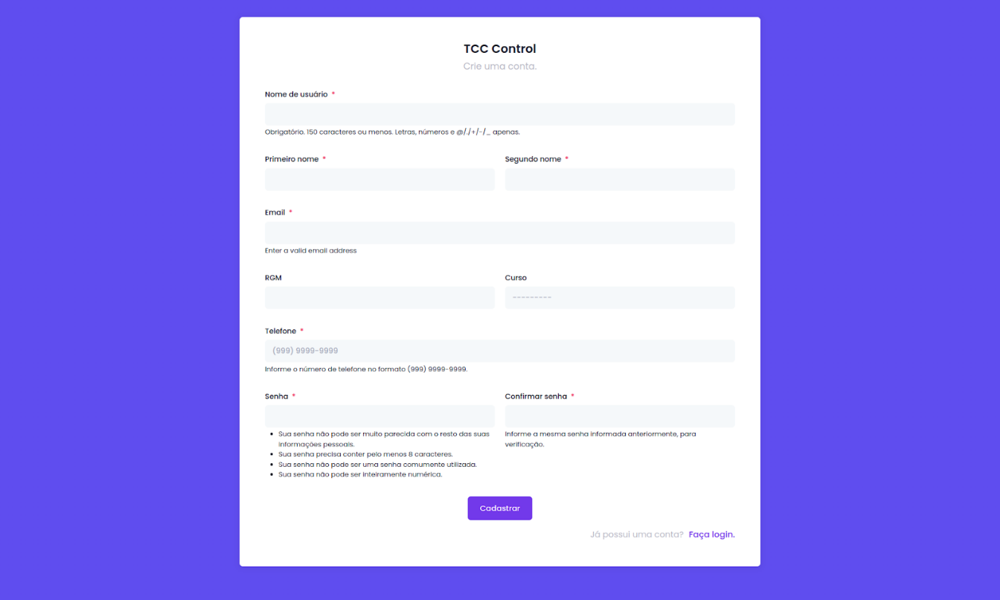 TCC Control
Crie uma conta.
Nome de usuário *
Obrigatório. 150 caracteres ou menos. Letras, números e @/./+/-/_ apenas.
Primeiro nome * Segundo nome *
Email *
Enter a valid email address
RGM Curso
---------
Telefone *
(999) 9999-9999
Informe o número de telefone no formato (999) 9999-9999.
Senha * Confirmar senha *
• Sua senha não pode ser muito parecida com o resto das suas
informações pessoais.
• Sua senha precisa conter pelo menos 8 caracteres.
• Sua senha não pode ser uma senha comumente utilizada.
• Sua senha não pode ser inteiramente numérica.
Informe a mesma senha informada anteriormente, para
verificação.
Cadastrar
Já possui uma conta? Faça login.